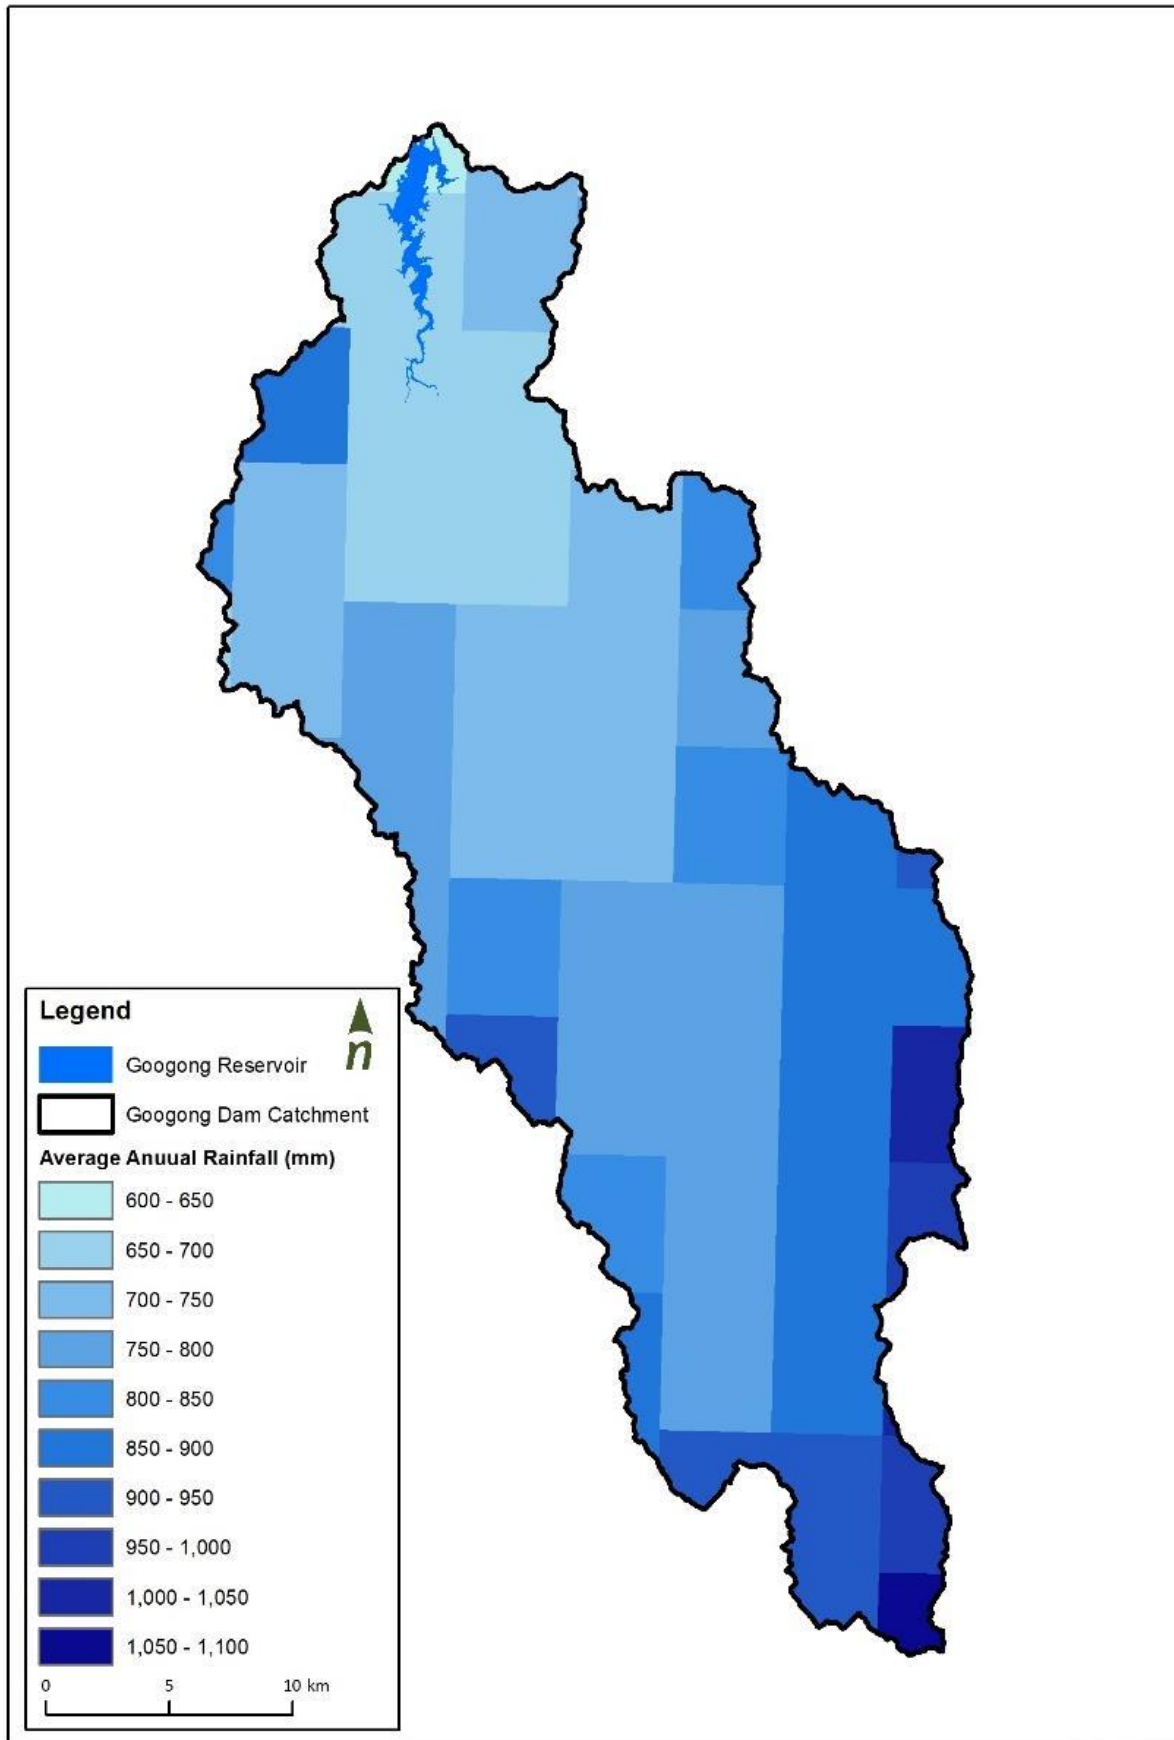 Legend
n
Googong Reservoir
Googong Dam Catchment
Average Anuual Rainfall (mm)
600 - 650
650 - 700
700 - 750
750 - 800
800 - 850
850 - 900
900 - 950
950 - 1,000
1,000 - 1,050
1,050 - 1,100
0 5 10 km